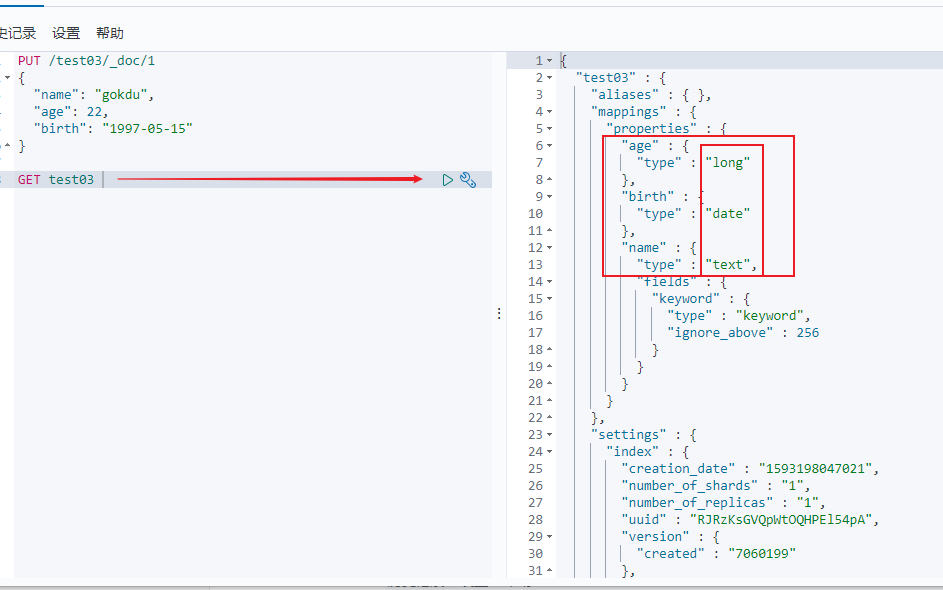 史记录 设置 帮助
PUT /test03/_doc/1
{
"name": "gokdu",
"age": 22,
"birth": "1997-05-15"
}
GET test03
1 {
2 "test03" : {
3 "aliases" : { },
4 "mappings" : {
5 "properties" : {
6 "age" : {
7 "type" : "long"
8 },
9 "birth" : {
10 "type" : "date"
11 },
12 "name" : {
13 "type" : "text",
14 "fields" : {
15 "keyword" : {
16 "type" : "keyword",
17 "ignore_above" : 256
18 }
19 }
20 }
21 }
22 },
23 "settings" : {
24 "index" : {
25 "creation_date" : "1593198047021",
26 "number_of_shards" : "1",
27 "number_of_replicas" : "1",
28 "uuid" : "RJRzKsGVQpWtOQHPEl54pA",
29 "version" : {
30 "created" : "7060199"
31 },